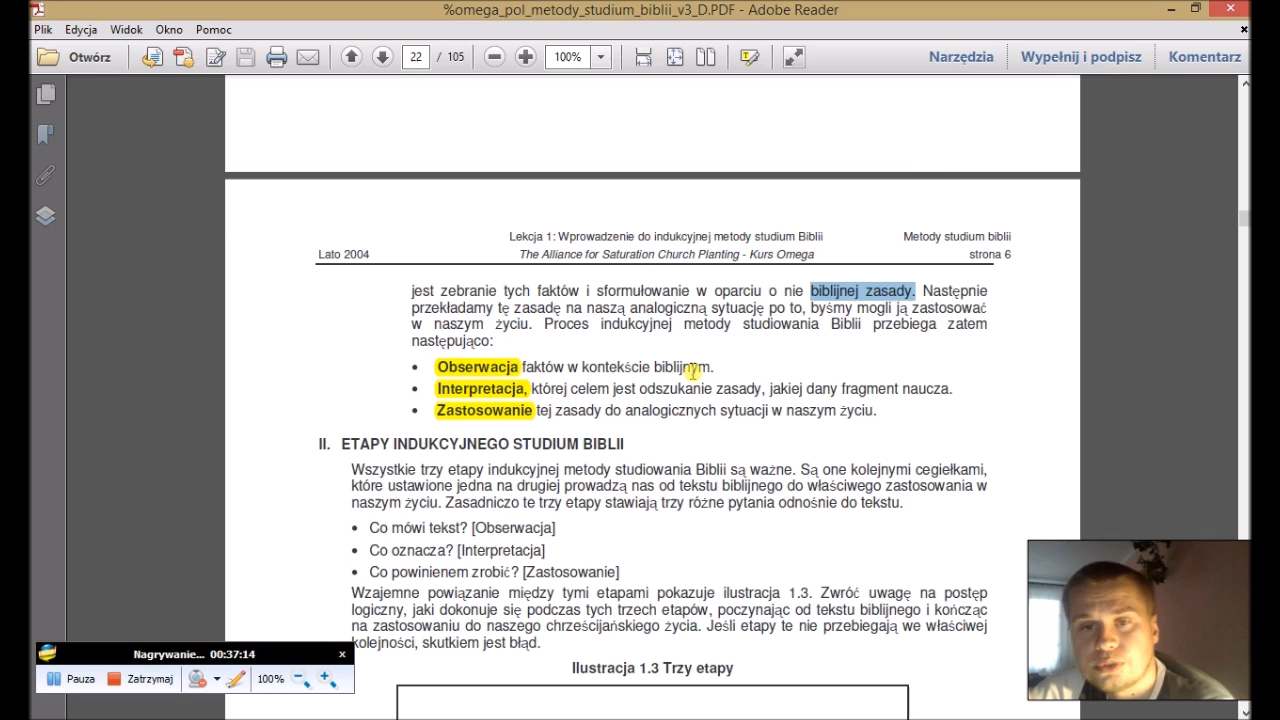 %omega_pol_metody_studium_biblii_v3_D.PDF - Adobe Reader
Plik Edycja Widok Okno Pomoc
Otwórz 22 / 105 100% Narzędzia Wypełnij i podpisz Komentarz
Lekcja 1: Wprowadzenie do indukcyjnej metody studium Biblii Metody studium biblii
Lato 2004 The Alliance for Saturation Church Planting - Kurs Omega strona 6
jest zebranie tych faktów i sformułowanie w oparciu o nie biblijnej zasady. Następnie
przekładamy tę zasadę na naszą analogiczną sytuację po to, byśmy mogli ją zastosować
w naszym życiu. Proces indukcyjnej metody studiowania Biblii przebiega zatem
następująco:
• Obserwacja faktów w kontekście biblijnym.
• Interpretacja, której celem jest odszukanie zasady, jakiej dany fragment naucza.
• Zastosowanie tej zasady do analogicznych sytuacji w naszym życiu.
II. ETAPY INDUKCYJNEGO STUDIUM BIBLII
Wszystkie trzy etapy indukcyjnej metody studiowania Biblii są ważne. Są one kolejnymi cegiełkami,
które ustawione jedna na drugiej prowadzą nas od tekstu biblijnego do właściwego zastosowania w
naszym życiu. Zasadniczo te trzy etapy stawiają trzy różne pytania odnośnie do tekstu.
• Co mówi tekst? [Obserwacja]
• Co oznacza? [Interpretacja]
• Co powinienem zrobić? [Zastosowanie]
Wzajemne powiązanie między tymi etapami pokazuje ilustracja 1.3. Zwróć uwagę na postęp
logiczny, jaki dokonuje się podczas tych trzech etapów, poczynając od tekstu biblijnego i kończąc
na zastosowaniu do naszego chrześcijańskiego życia. Jeśli etapy te nie przebiegają we właściwej
kolejności, skutkiem jest błąd.
Ilustracja 1.3 Trzy etapy
Nagrywanie... 00:37:14
Pauza Zatrzymaj 100%